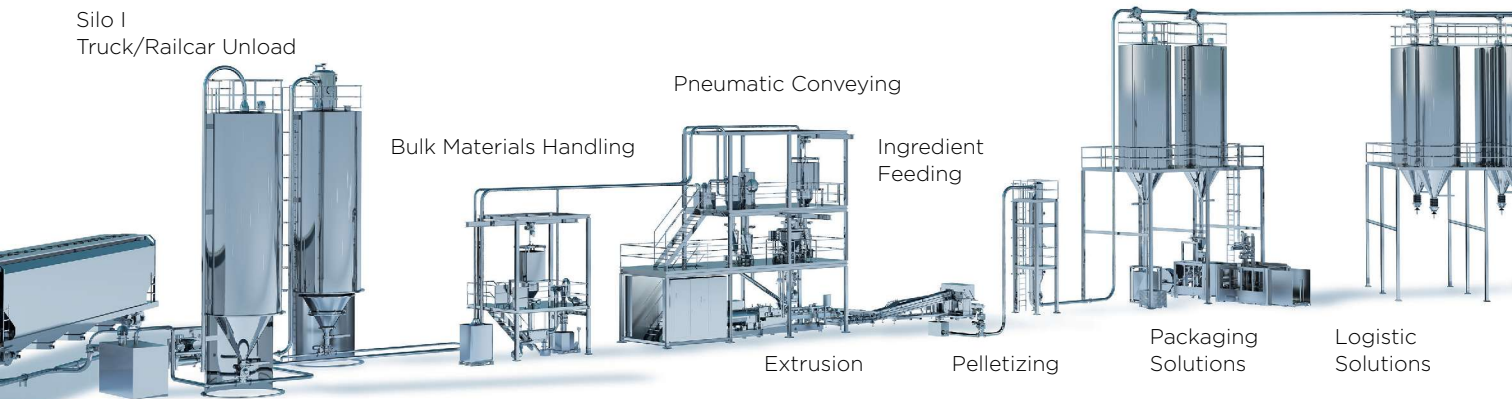 Silo I
Truck/Railcar Unload
Bulk Materials Handling
Pneumatic Conveying
Ingredient
Feeding
Extrusion
Pelletizing
Packaging
Solutions
Logistic
Solutions